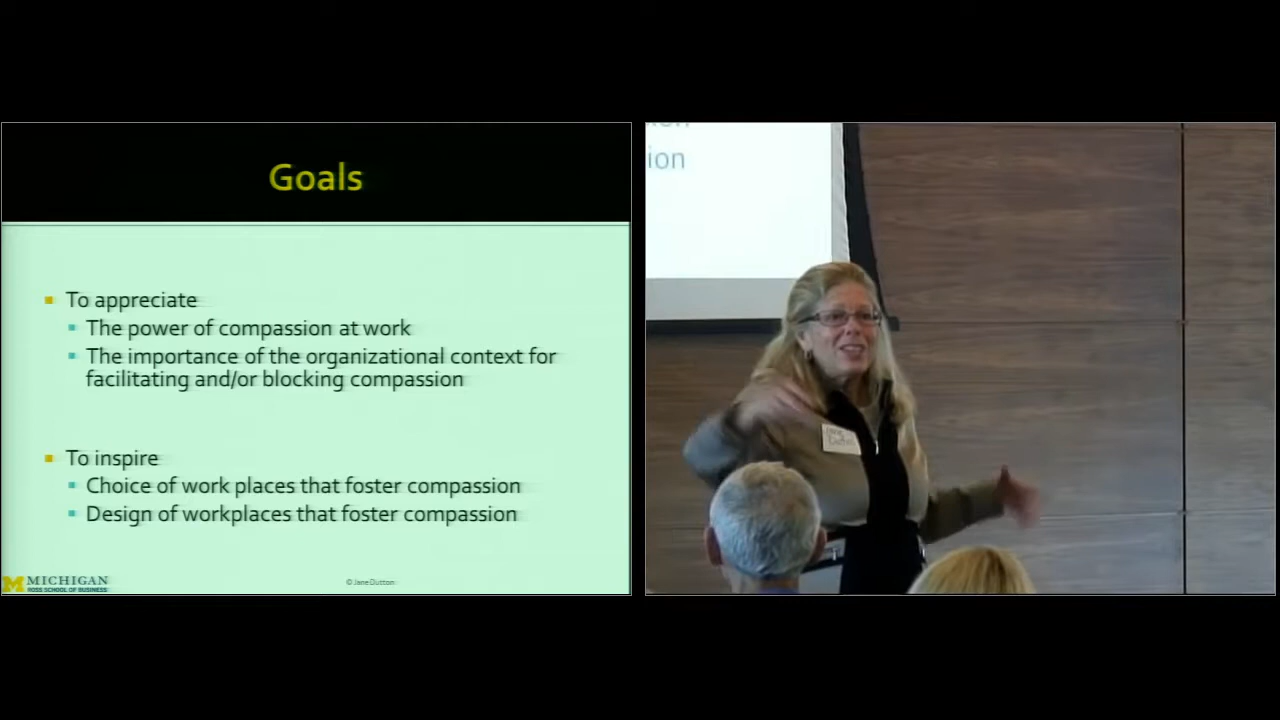 Goals
To appreciate
The power of compassion at work
The importance of the organizational context for
facilitating and/or blocking compassion
To inspire
Choice of work places that foster compassion
Design of workplaces that foster compassion
M MICHIGAN
ROSS SCHOOL OF BUSINESS
© Jane Dutton
ion